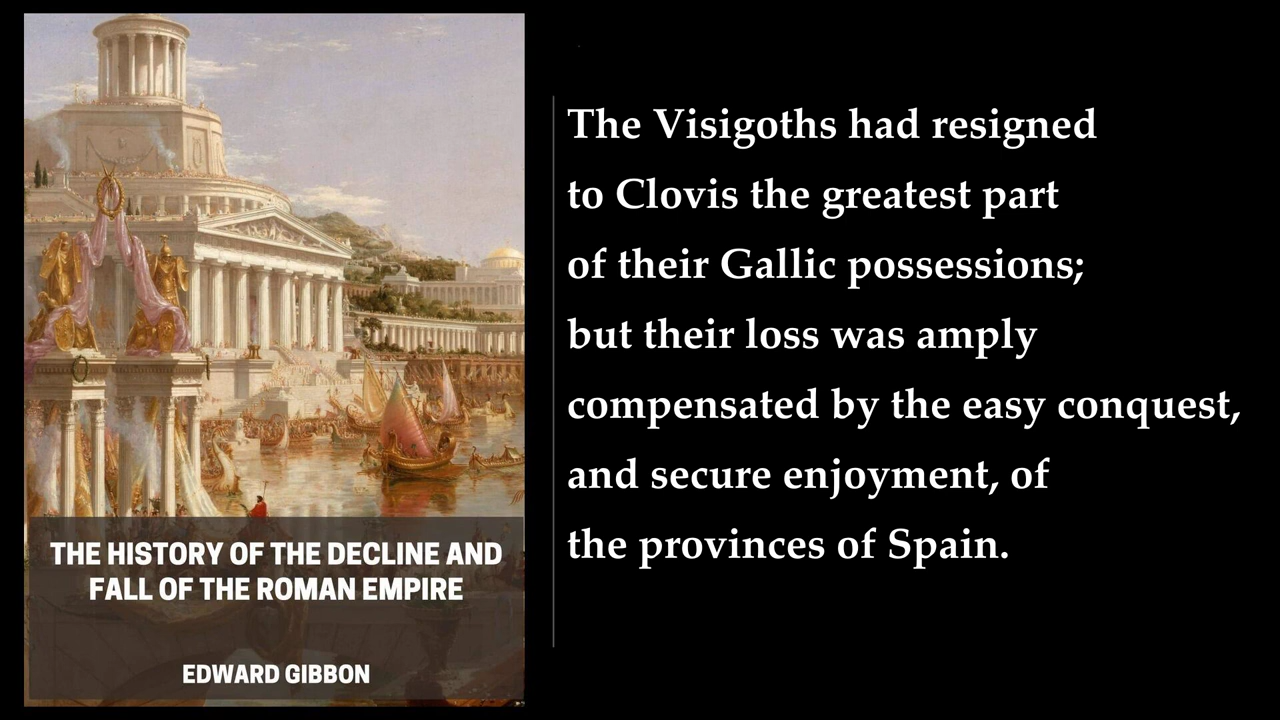 THE HISTORY OF THE DECLINE AND
FALL OF THE ROMAN EMPIRE
EDWARD GIBBON
The Visigoths had resigned
to Clovis the greatest part
of their Gallic possessions;
but their loss was amply
compensated by the easy conquest,
and secure enjoyment, of
the provinces of Spain.